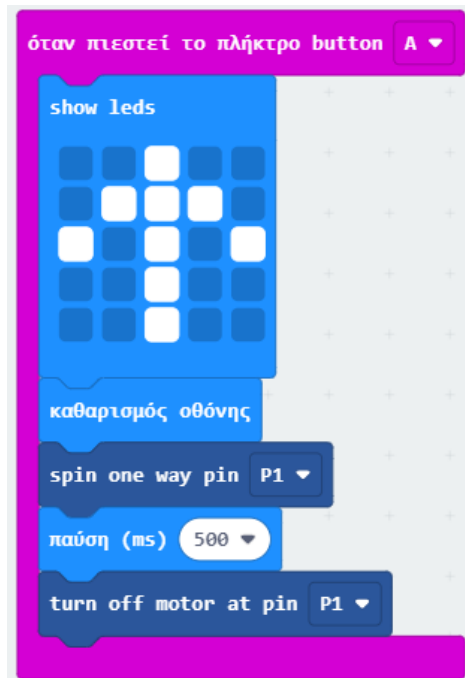 όταν πιεστεί το πλήκτρο button A
show leds
καθαρισμός οθόνης
spin one way pin P1
παύση (ms) 500
turn off motor at pin P1